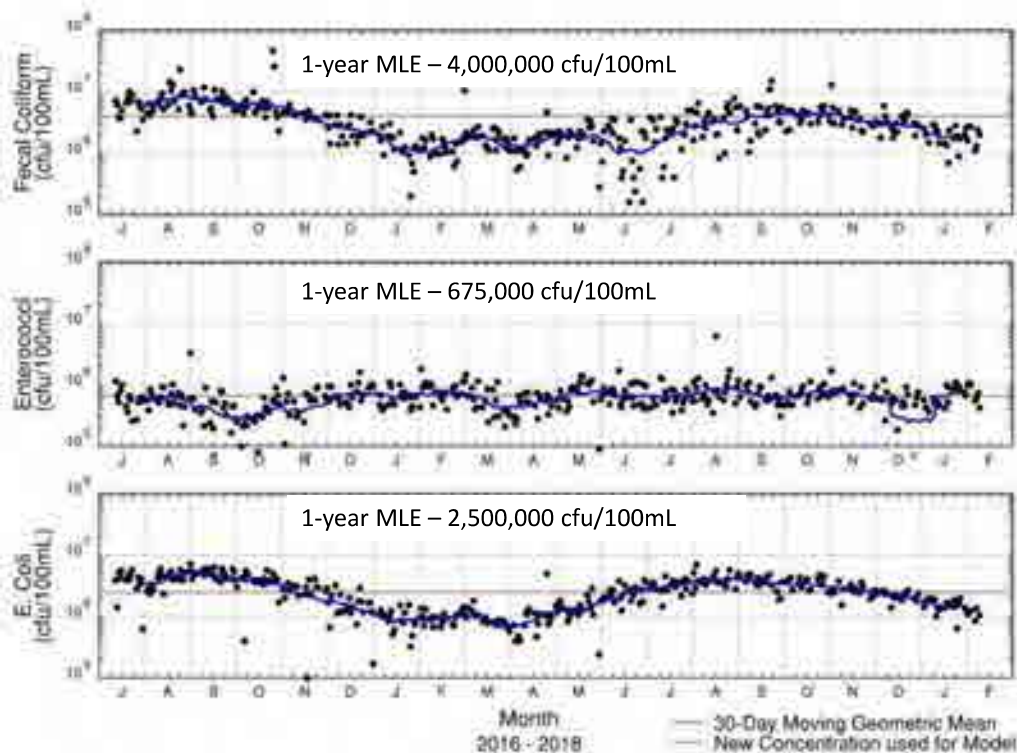 Fecal Coliform
(cfu/100mL)
1-year MLE – 4,000,000 cfu/100mL
J A S O N D J F M A M J J A S O N D J F
Enterococci
(cfu/100mL)
1-year MLE – 675,000 cfu/100mL
J A S O N D J F M A M J J A S O N D J F
E. Coli
(cfu/100mL)
1-year MLE – 2,500,000 cfu/100mL
J A S O N D J F M A M J J A S O N D J F
Month
2016 - 2018
30-Day Moving Geometric Mean
New Concentration used for Model